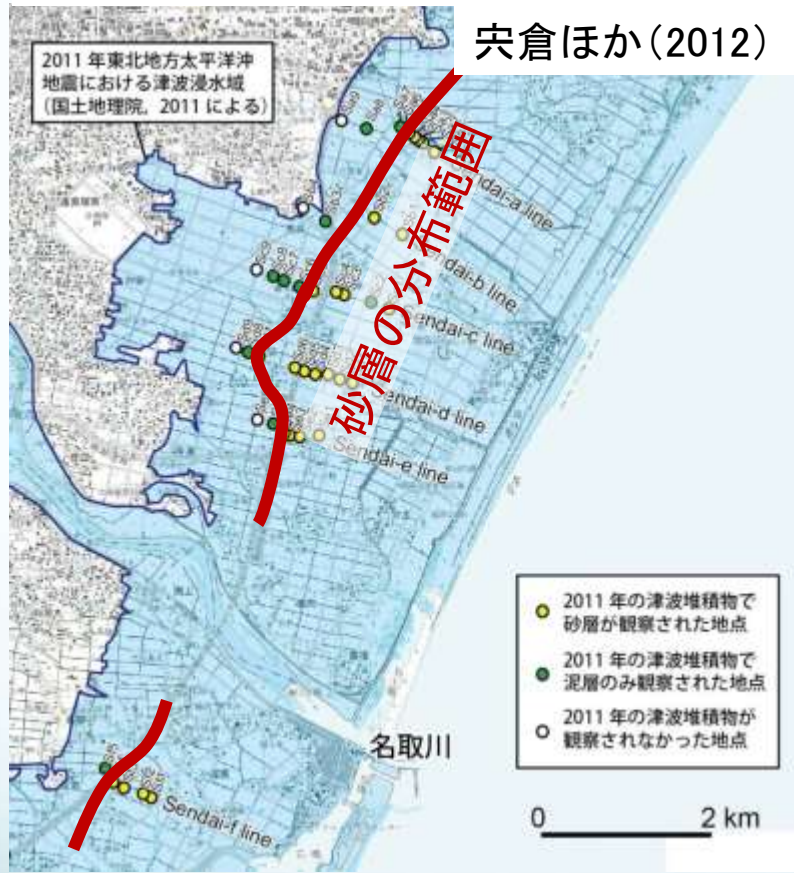 宍倉ほか(2012)
2011年東北地方太平洋沖
地震における津波浸水域
(国土地理院, 2011による)
砂層の分布範囲
Sendai-a line
Sendai-b line
Sendai-c line
Sendai-d line
Sendai-e line
2011年の津波堆積物で
砂層が観察された地点
2011年の津波堆積物で
泥層のみ観察された地点
2011年の津波堆積物が
観察されなかった地点
名取川
Sendai-f line
0
2 km